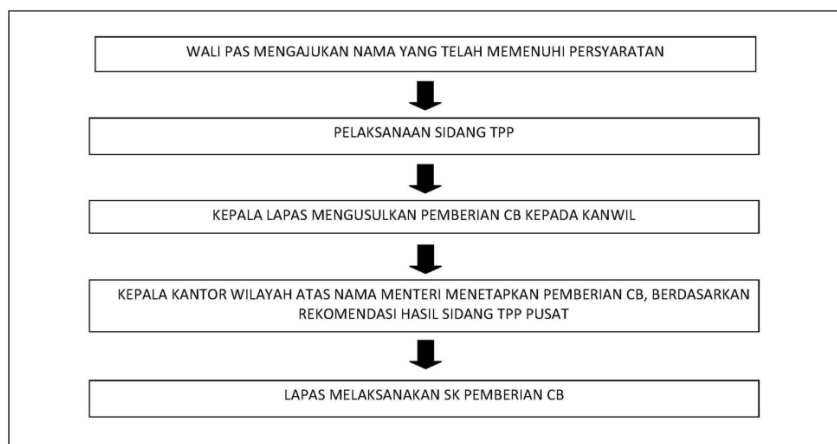 WALI PAS MENGAJUKAN NAMA YANG TELAH MEMENUHI PERSYARATAN
PELAKSANAAN SIDANG TPP
KEPALA LAPAS MENGUSULKAN PEMBERIAN CB KEPADA KANWIL
KEPALA KANTOR WILAYAH ATAS NAMA MENTERI MENETAPKAN PEMBERIAN CB, BERDASARKAN
REKOMENDASI HASIL SIDANG TPP PUSAT
LAPAS MELAKSANAKAN SK PEMBERIAN CB